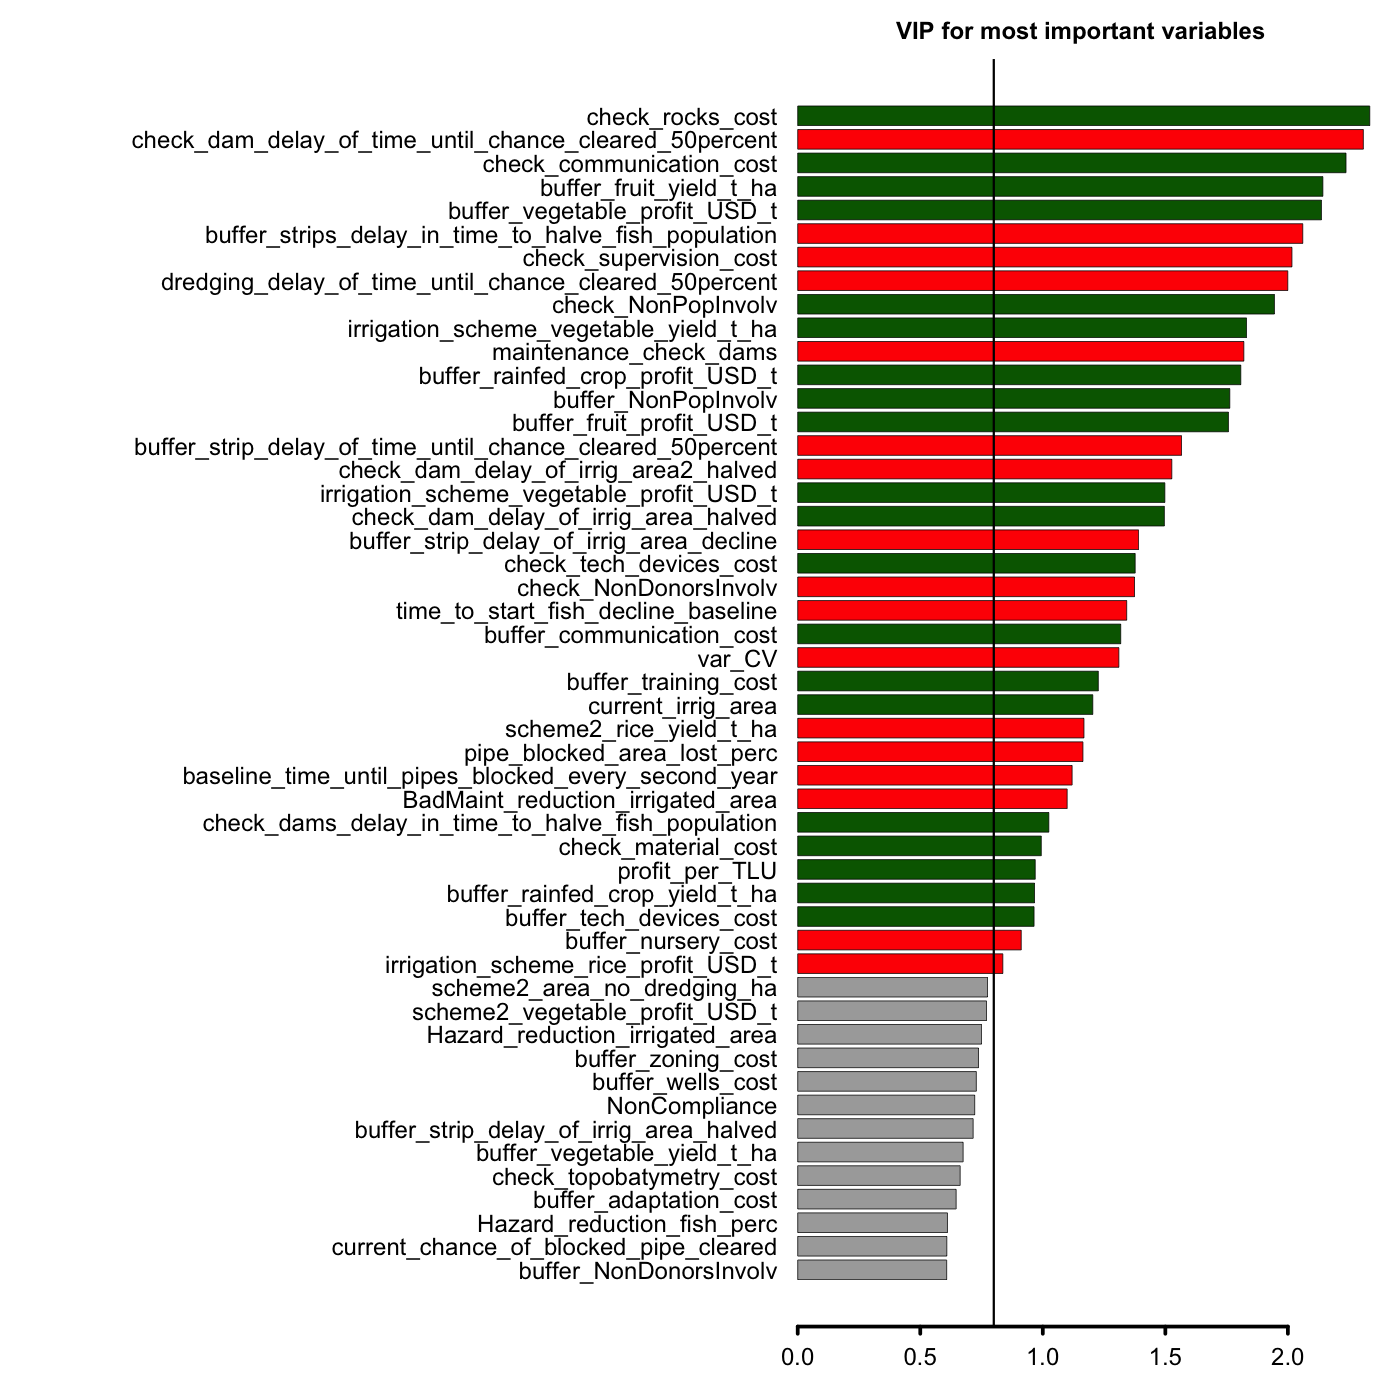 VIP for most important variables
check_rocks_cost
check_dam_delay_of_time_until_chance_cleared_50percent
check_communication_cost
buffer_fruit_yield_t_ha
buffer_vegetable_profit_USD_t
buffer_strips_delay_in_time_to_halve_fish_population
check_supervision_cost
dredging_delay_of_time_until_chance_cleared_50percent
check_NonPopInvolv
irrigation_scheme_vegetable_yield_t_ha
maintenance_check_dams
buffer_rainfed_crop_profit_USD_t
buffer_NonPopInvolv
buffer_fruit_profit_USD_t
buffer_strip_delay_of_time_until_chance_cleared_50percent
check_dam_delay_of_irrig_area2_halved
irrigation_scheme_vegetable_profit_USD_t
check_dam_delay_of_irrig_area_halved
buffer_strip_delay_of_irrig_area_decline
check_tech_devices_cost
check_NonDonorsInvolv
time_to_start_fish_decline_baseline
buffer_communication_cost
var_CV
buffer_training_cost
current_irrig_area
scheme2_rice_yield_t_ha
pipe_blocked_area_lost_perc
baseline_time_until_pipes_blocked_every_second_year
BadMaint_reduction_irrigated_area
check_dams_delay_in_time_to_halve_fish_population
check_material_cost
profit_per_TLU
buffer_rainfed_crop_yield_t_ha
buffer_tech_devices_cost
buffer_nursery_cost
irrigation_scheme_rice_profit_USD_t
scheme2_area_no_dredging_ha
scheme2_vegetable_profit_USD_t
Hazard_reduction_irrigated_area
buffer_zoning_cost
buffer_wells_cost
NonCompliance
buffer_strip_delay_of_irrig_area_halved
buffer_vegetable_yield_t_ha
check_topobatymetry_cost
buffer_adaptation_cost
Hazard_reduction_fish_perc
current_chance_of_blocked_pipe_cleared
buffer_NonDonorsInvolv
0.0 0.5 1.0 1.5 2.0